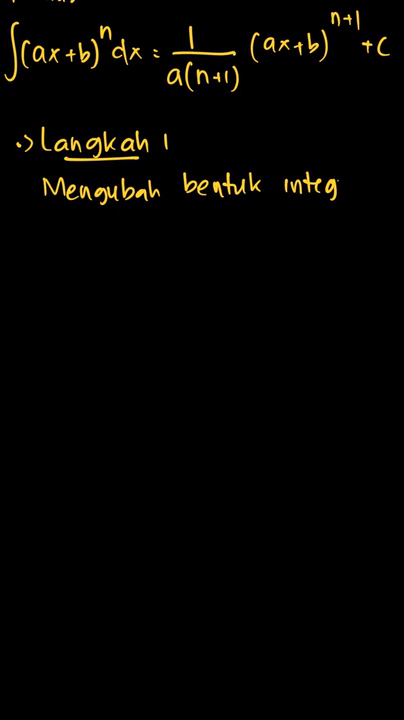 ∫(ax+b)ⁿ dx = 1/a(n+1) (ax+b)ⁿ⁺¹ + C
.) Langkah 1
Mengubah bentuk integ